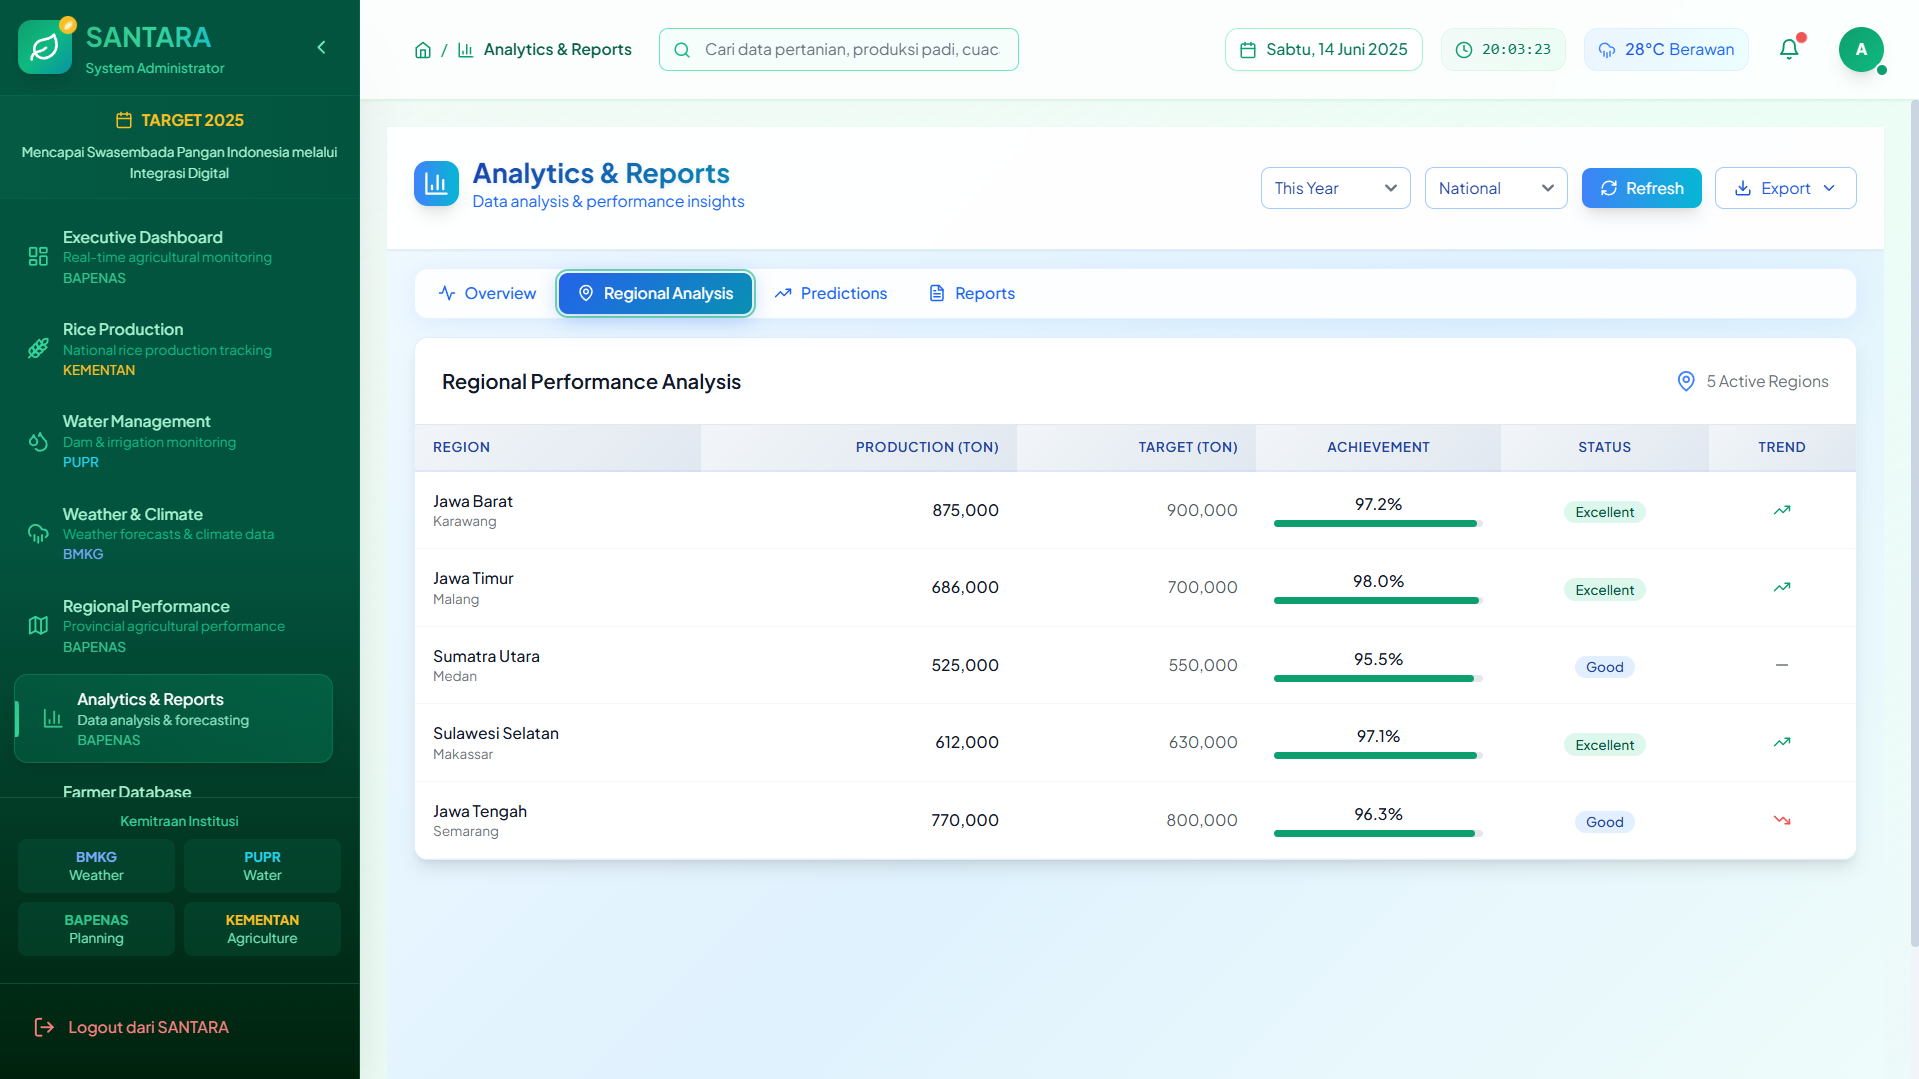 SANTARA
System Administrator
TARGET 2025
Mencapai Swasembada Pangan Indonesia melalui
Integrasi Digital
Executive Dashboard
Real-time agricultural monitoring
BAPENAS
Rice Production
National rice production tracking
KEMENTAN
Water Management
Dam & irrigation monitoring
PUPR
Weather & Climate
Weather forecasts & climate data
BMKG
Regional Performance
Provincial agricultural performance
BAPENAS
Analytics & Reports
Data analysis & forecasting
BAPENAS
Farmer Database
Kemitraan Institusi
BMKG
Weather
PUPR
Water
BAPENAS
Planning
KEMENTAN
Agriculture
Logout dari SANTARA
/ Analytics & Reports
Cari data pertanian, produksi padi, cuac
Sabtu, 14 Juni 2025
20:03:23
28°C Berawan
A
Analytics & Reports
Data analysis & performance insights
This Year
National
Refresh
Export
Overview
Regional Analysis
Predictions
Reports
Regional Performance Analysis
5 Active Regions
REGION PRODUCTION (TON) TARGET (TON) ACHIEVEMENT STATUS TREND
Jawa Barat
Karawang
875,000 900,000 97.2% Excellent
Jawa Timur
Malang
686,000 700,000 98.0% Excellent
Sumatra Utara
Medan
525,000 550,000 95.5% Good
Sulawesi Selatan
Makassar
612,000 630,000 97.1% Excellent
Jawa Tengah
Semarang
770,000 800,000 96.3% Good